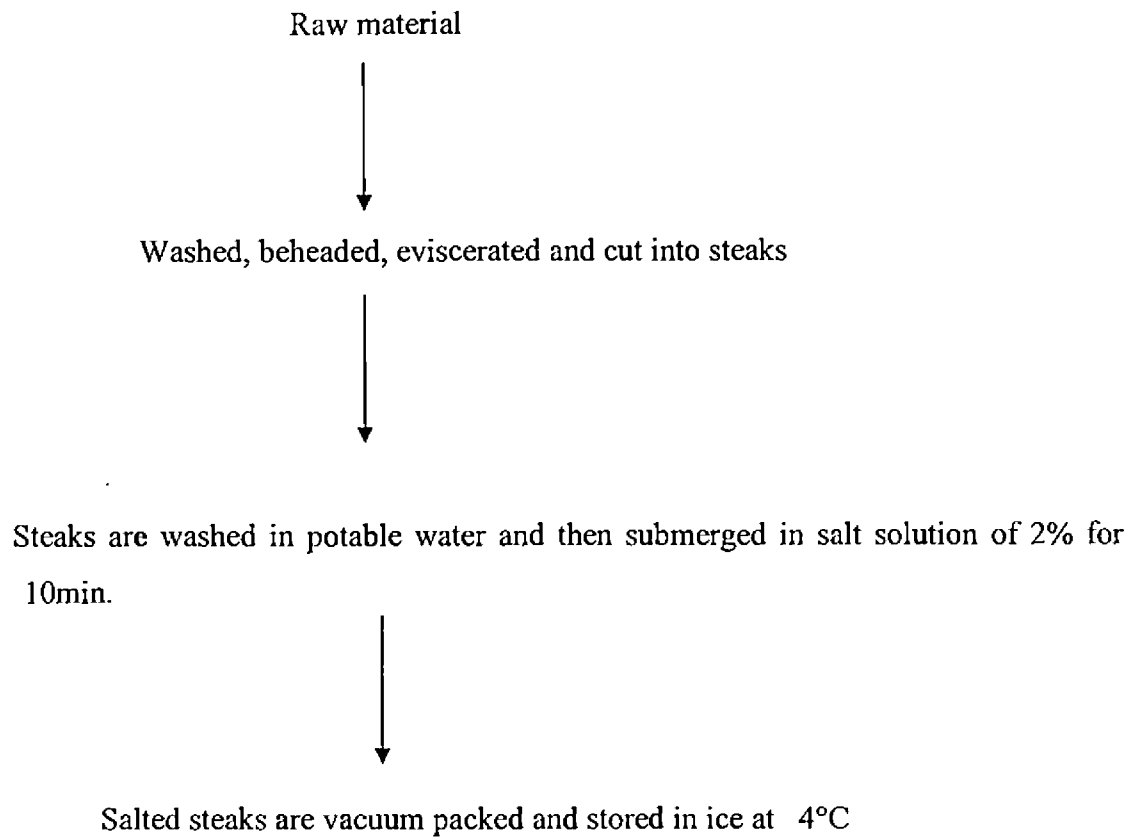 Raw material
Washed, beheaded, eviscerated and cut into steaks
Steaks are washed in potable water and then submerged in salt solution of 2% for
10min.
Salted steaks are vacuum packed and stored in ice at 4°C